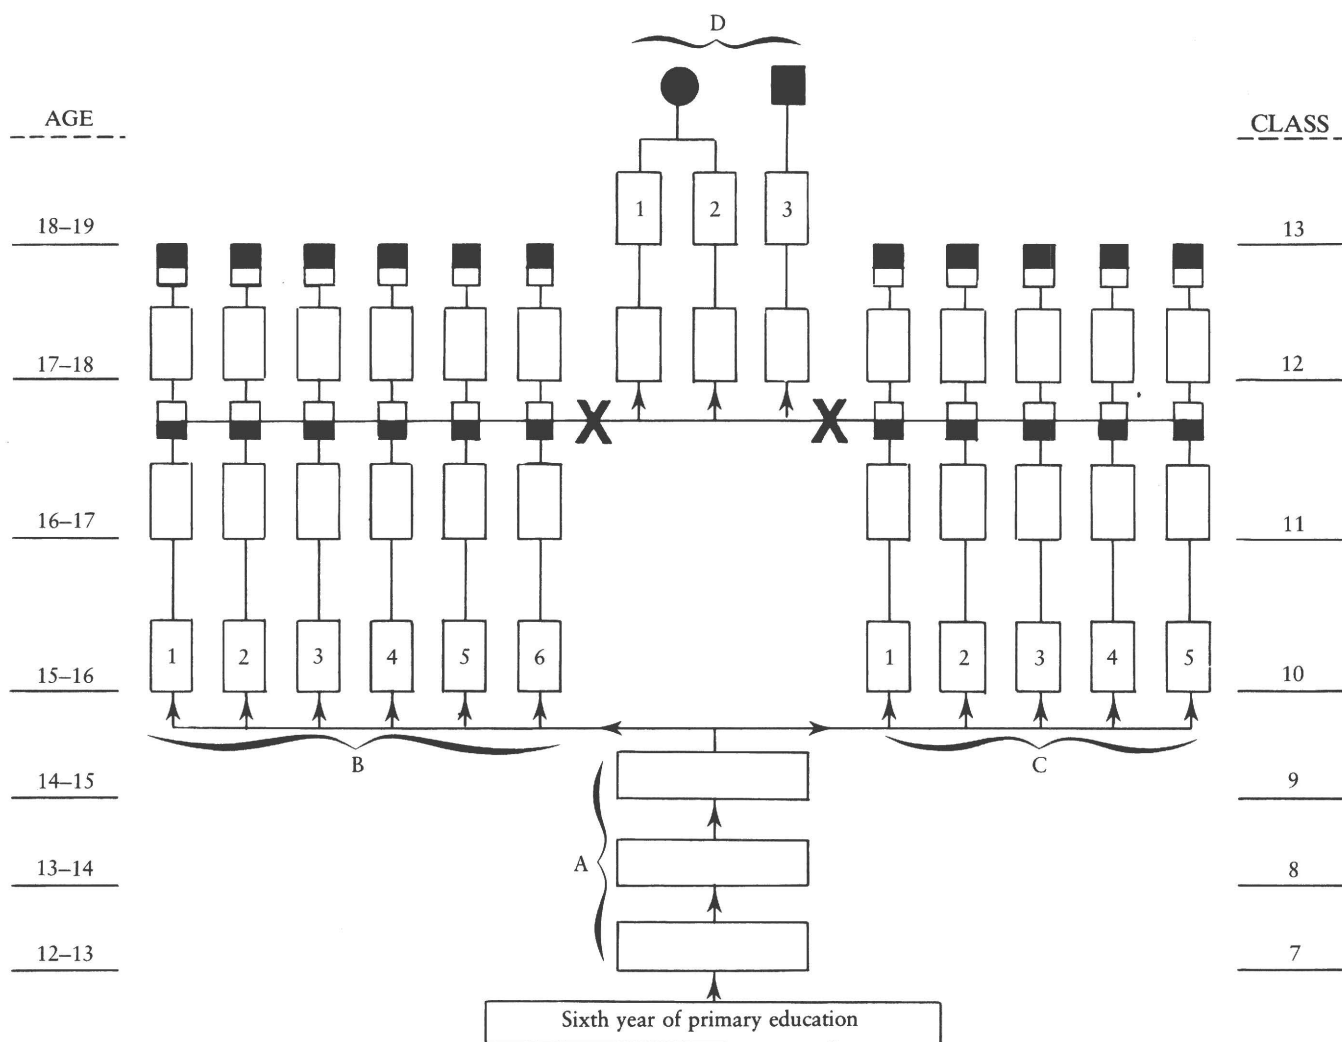 D
AGE
CLASS
1 2 3
18–19
13
17–18
12
X X
16–17
11
1 2 3 4 5 6
1 2 3 4 5
15–16
10
B
C
14–15
9
A
13–14
8
12–13
7
Sixth year of primary education